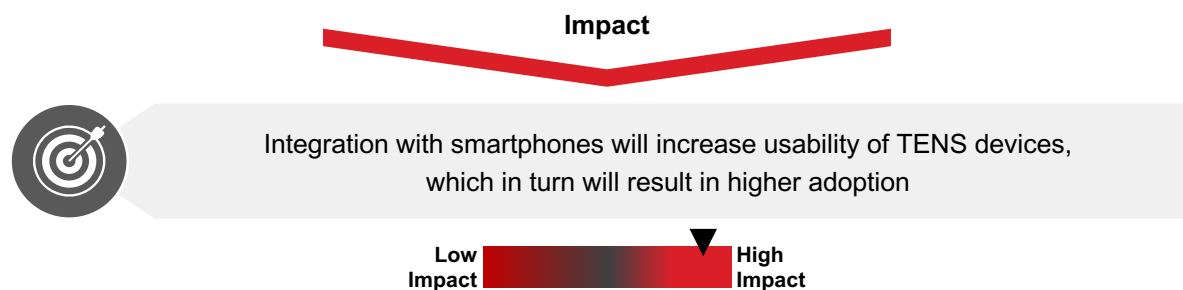 Impact
Integration with smartphones will increase usability of TENS devices,
which in turn will result in higher adoption
Low
Impact
High
Impact